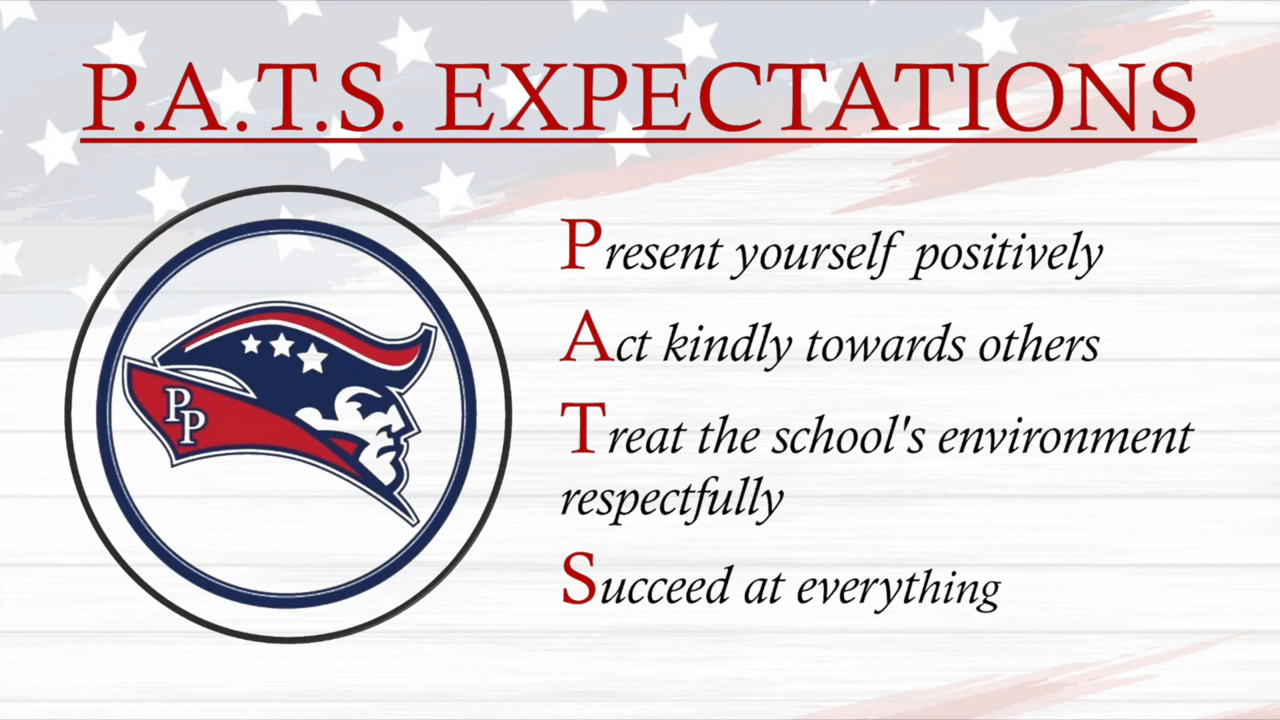 P.A.T.S. EXPECTATIONS
Present yourself positively
Act kindly towards others
Treat the school's environment
respectfully
Succeed at everything
PP